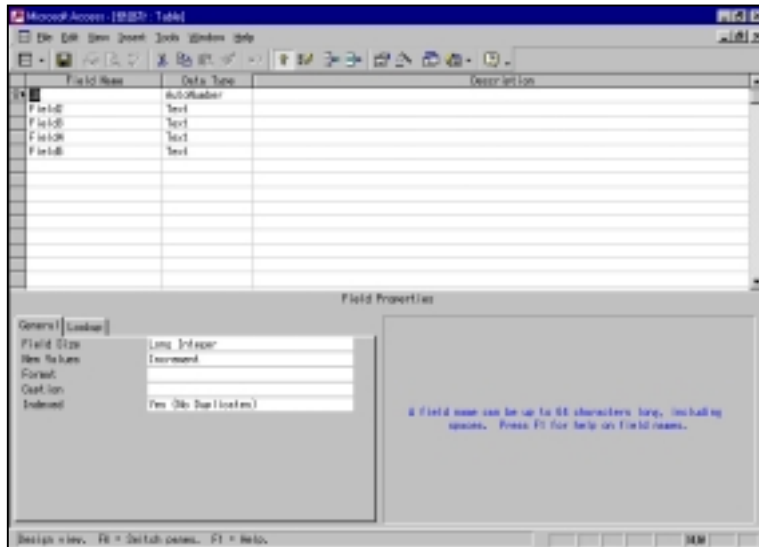 Microsoft Access - [ : Table]
File Edit View Insert Tools Window Help
Field Name Data Type Description
AutoNumber
Field2 Text
Field3 Text
Field4 Text
Field5 Text
Field Properties
General Lookup
Field Size Long Integer
New Values Increment
Format
Caption
Indexed Yes (No Duplicates)
A field name can be up to 64 characters long, including
spaces. Press F1 for help on field names.
Design view. F6 = Switch panes. F1 = Help.
NUM